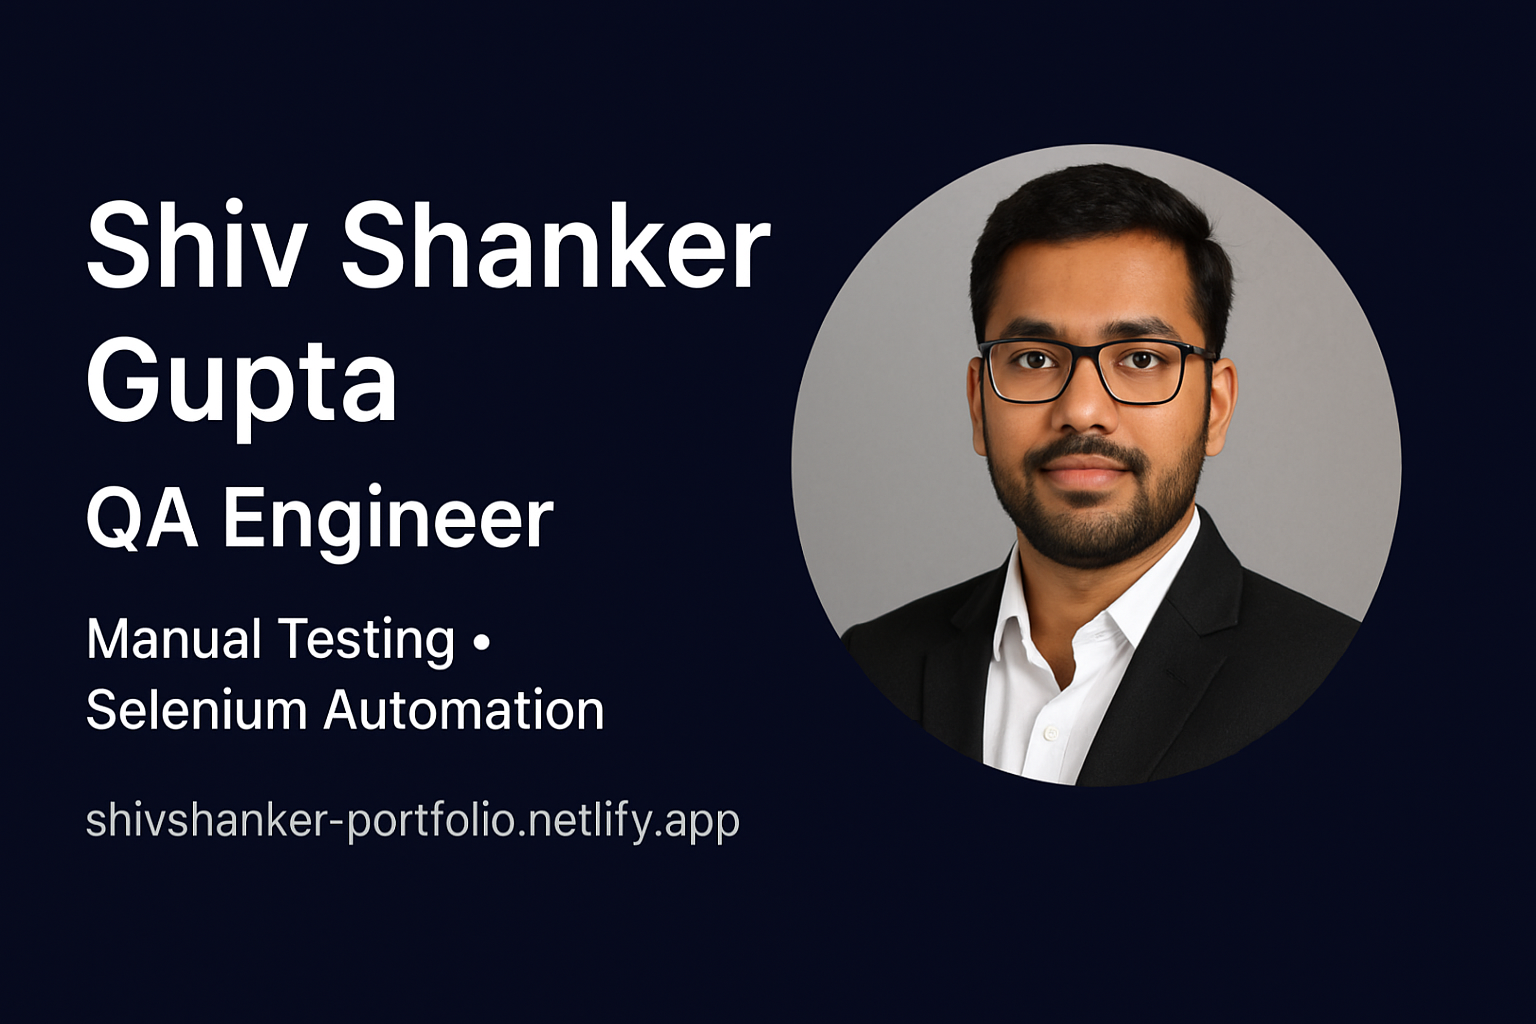 Shiv Shanker
Gupta
QA Engineer
Manual Testing •
Selenium Automation
shivshanker-portfolio.netlify.app